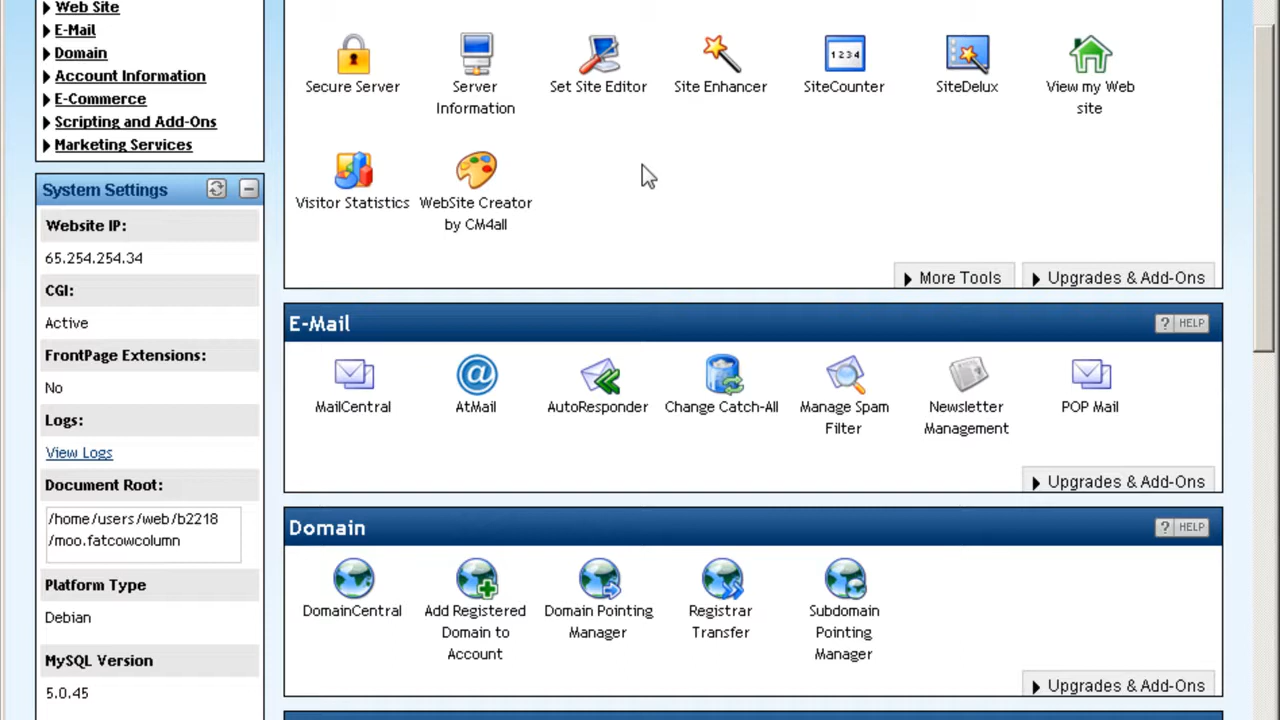 Web Site
E-Mail
Domain
Account Information
E-Commerce
Scripting and Add-Ons
Marketing Services
System Settings
Website IP:
65.254.254.34
CGI:
Active
FrontPage Extensions:
No
Logs:
View Logs
Document Root:
/home/users/web/b2218
/moo.fatcowcolumn
Platform Type
Debian
MySQL Version
5.0.45
Secure Server
Server
Information
Set Site Editor
Site Enhancer
1234
SiteCounter
SiteDelux
View my Web
site
Visitor Statistics
WebSite Creator
by CM4all
More Tools
Upgrades & Add-Ons
E-Mail
? HELP
MailCentral
@
AtMail
AutoResponder
Change Catch-All
Manage Spam
Filter
Newsletter
Management
POP Mail
Upgrades & Add-Ons
Domain
? HELP
DomainCentral
Add Registered
Domain to
Account
Domain Pointing
Manager
Registrar
Transfer
Subdomain
Pointing
Manager
Upgrades & Add-Ons